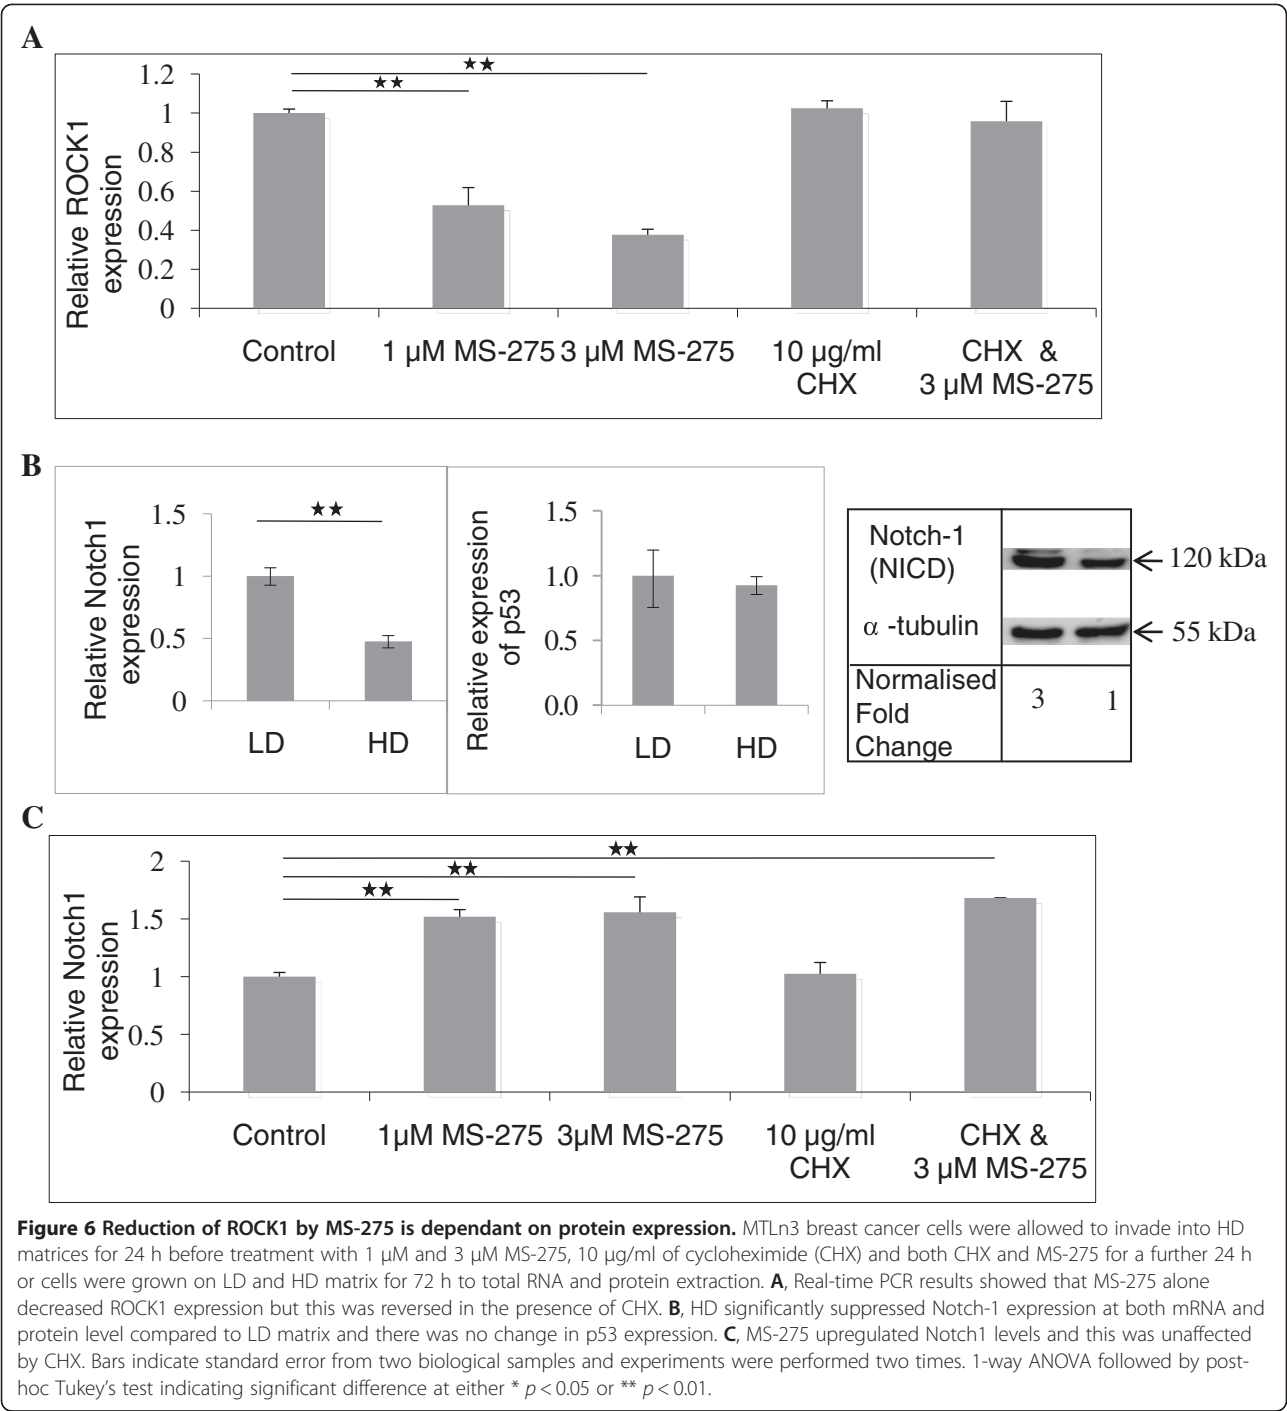 A
★★
★★
1.2
1
0.8
0.6
0.4
0.2
0
Relative ROCK1
expression
Control
1 µM MS-275
3 µM MS-275
10 µg/ml
CHX
CHX &
3 µM MS-275
B
★★
1.5
1
0.5
0
Relative Notch1
expression
LD
HD
1.5
1.0
0.5
0.0
Relative expression
of p53
LD
HD
Notch-1
(NICD)
120 kDa
α -tubulin
55 kDa
Normalised
Fold
Change
3
1
C
★★
★★
★★
2
1.5
1
0.5
0
Relative Notch1
expression
Control
1µM MS-275
3µM MS-275
10 µg/ml
CHX
CHX &
3 µM MS-275
Figure 6 Reduction of ROCK1 by MS-275 is dependant on protein expression. MTLn3 breast cancer cells were allowed to invade into HD
matrices for 24 h before treatment with 1 µM and 3 µM MS-275, 10 µg/ml of cycloheximide (CHX) and both CHX and MS-275 for a further 24 h
or cells were grown on LD and HD matrix for 72 h to total RNA and protein extraction. A, Real-time PCR results showed that MS-275 alone
decreased ROCK1 expression but this was reversed in the presence of CHX. B, HD significantly suppressed Notch-1 expression at both mRNA and
protein level compared to LD matrix and there was no change in p53 expression. C, MS-275 upregulated Notch1 levels and this was unaffected
by CHX. Bars indicate standard error from two biological samples and experiments were performed two times. 1-way ANOVA followed by post-
hoc Tukey's test indicating significant difference at either * p < 0.05 or ** p < 0.01.